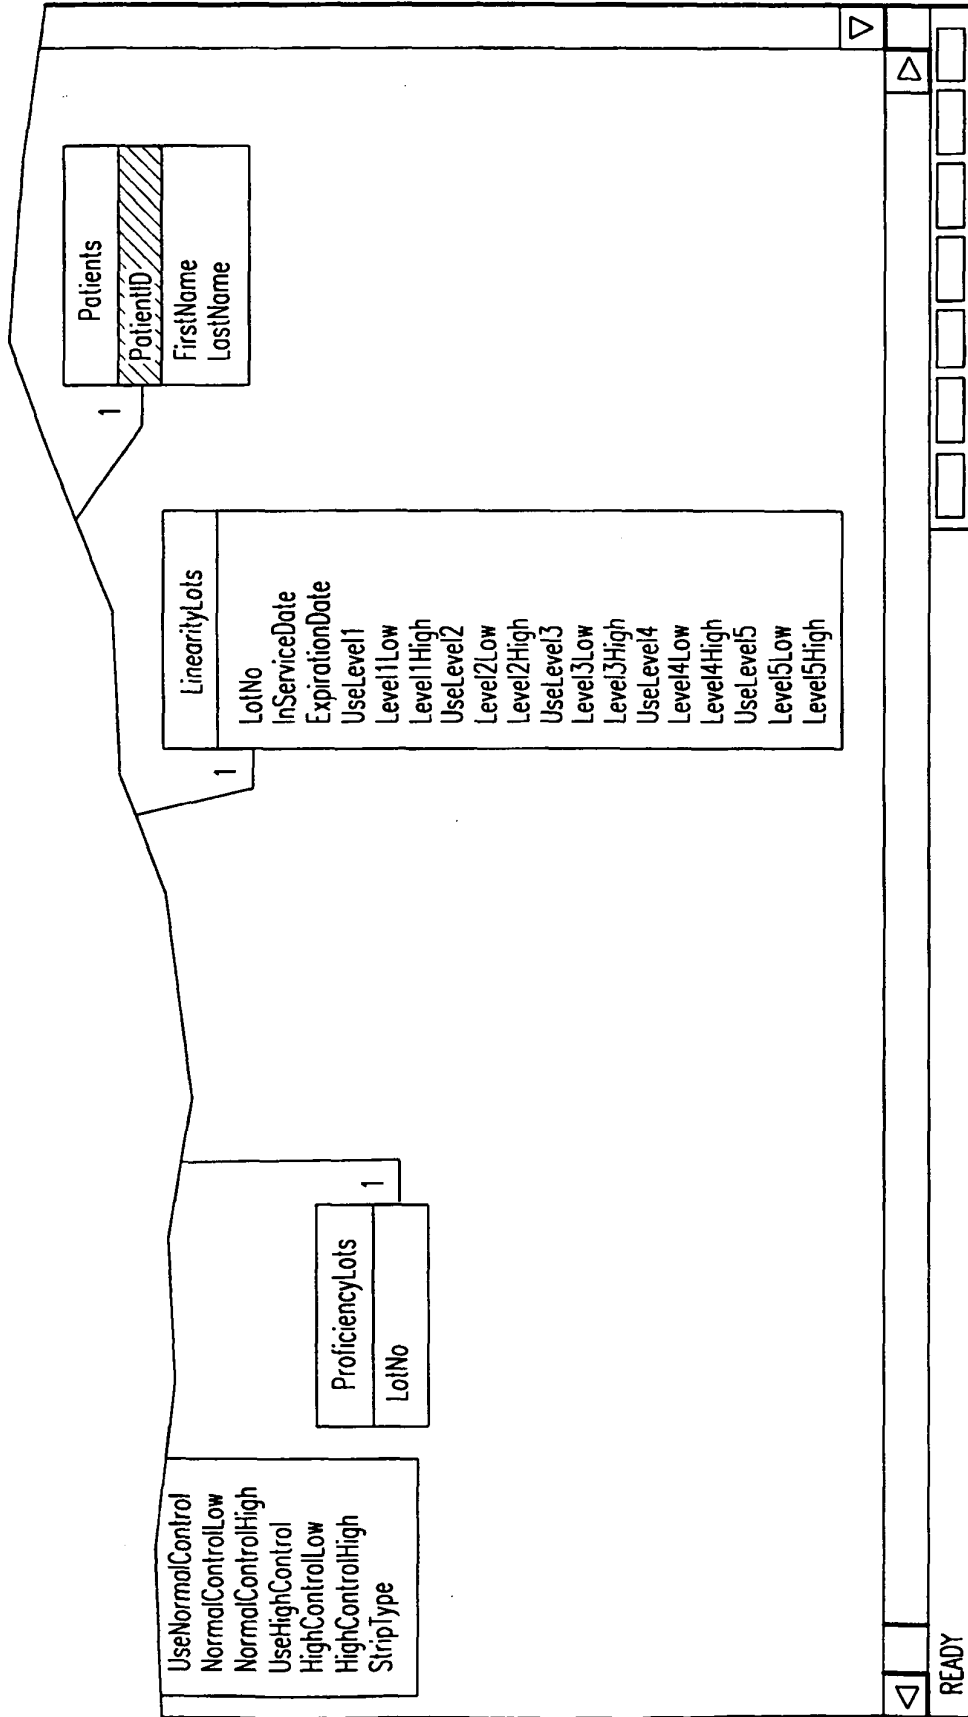 UseNormalControl
NormalControlLow
NormalControlHigh
UseHighControl
HighControlLow
HighControlHigh
StripType
1
ProficiencyLots
LotNo
1
LinearityLots
LotNo
InServiceDate
ExpirationDate
UseLevel1
Level1Low
Level1High
UseLevel2
Level2Low
Level2High
UseLevel3
Level3Low
Level3High
UseLevel4
Level4Low
Level4High
UseLevel5
Level5Low
Level5High
1
Patients
PatientID
FirstName
LastName
READY